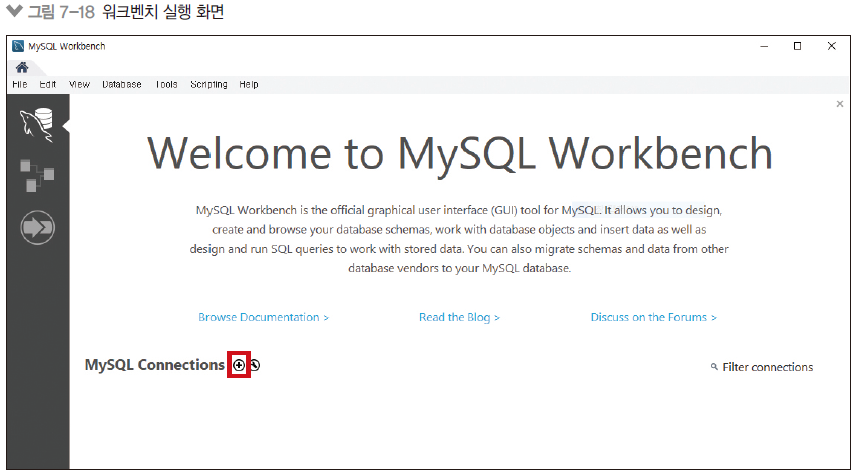 그림 7-18 워크벤치 실행 화면
MySQL Workbench
File Edit View Database Tools Scripting Help
Welcome to MySQL Workbench
MySQL Workbench is the official graphical user interface (GUI) tool for MySQL. It allows you to design,
create and browse your database schemas, work with database objects and insert data as well as
design and run SQL queries to work with stored data. You can also migrate schemas and data from other
database vendors to your MySQL database.
Browse Documentation > Read the Blog > Discuss on the Forums >
MySQL Connections Filter connections